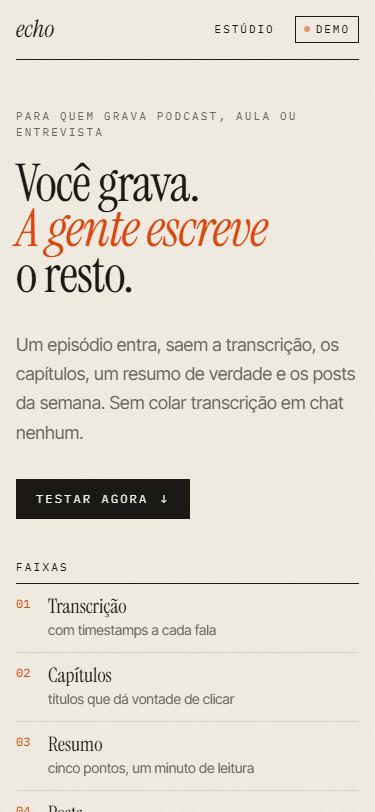 echo
ESTÚDIO
DEMO
PARA QUEM GRAVA PODCAST, AULA OU
ENTREVISTA
Você grava.
A gente escreve
o resto.
Um episódio entra, saem a transcrição, os
capítulos, um resumo de verdade e os posts
da semana. Sem colar transcrição em chat
nenhum.
TESTAR AGORA ↓
FAIXAS
01 Transcrição
com timestamps a cada fala
02 Capítulos
títulos que dá vontade de clicar
03 Resumo
cinco pontos, um minuto de leitura
04 Posts